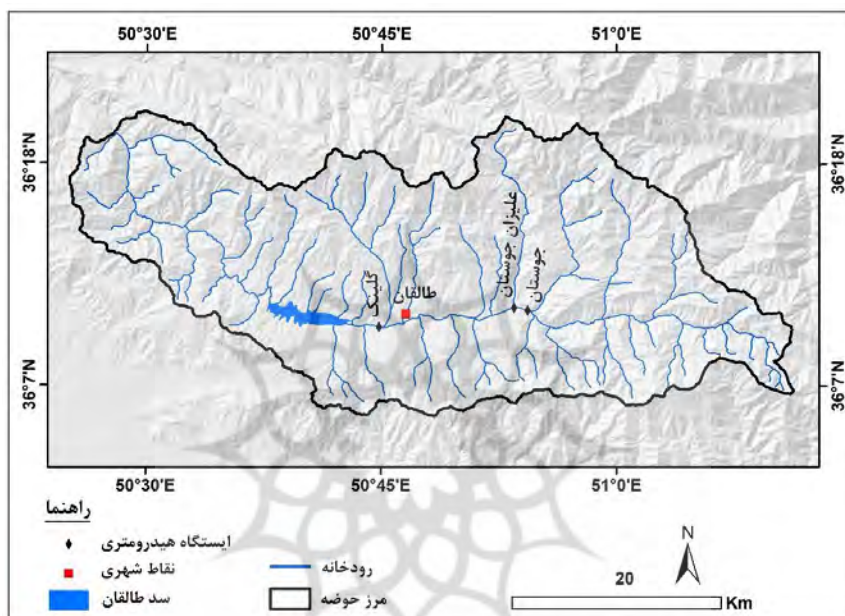 50°30'E 50°45'E 51°0'E
36°18'N 36°18'N
علیزان جوستان
جوستان
گلینک
طالقان
36°7'N 36°7'N
50°30'E 50°45'E 51°0'E
راهنما
ایستگاه هیدرومتری
نقاط شهری
رودخانه
سد طالقان
مرز حوضه
N
20
Km